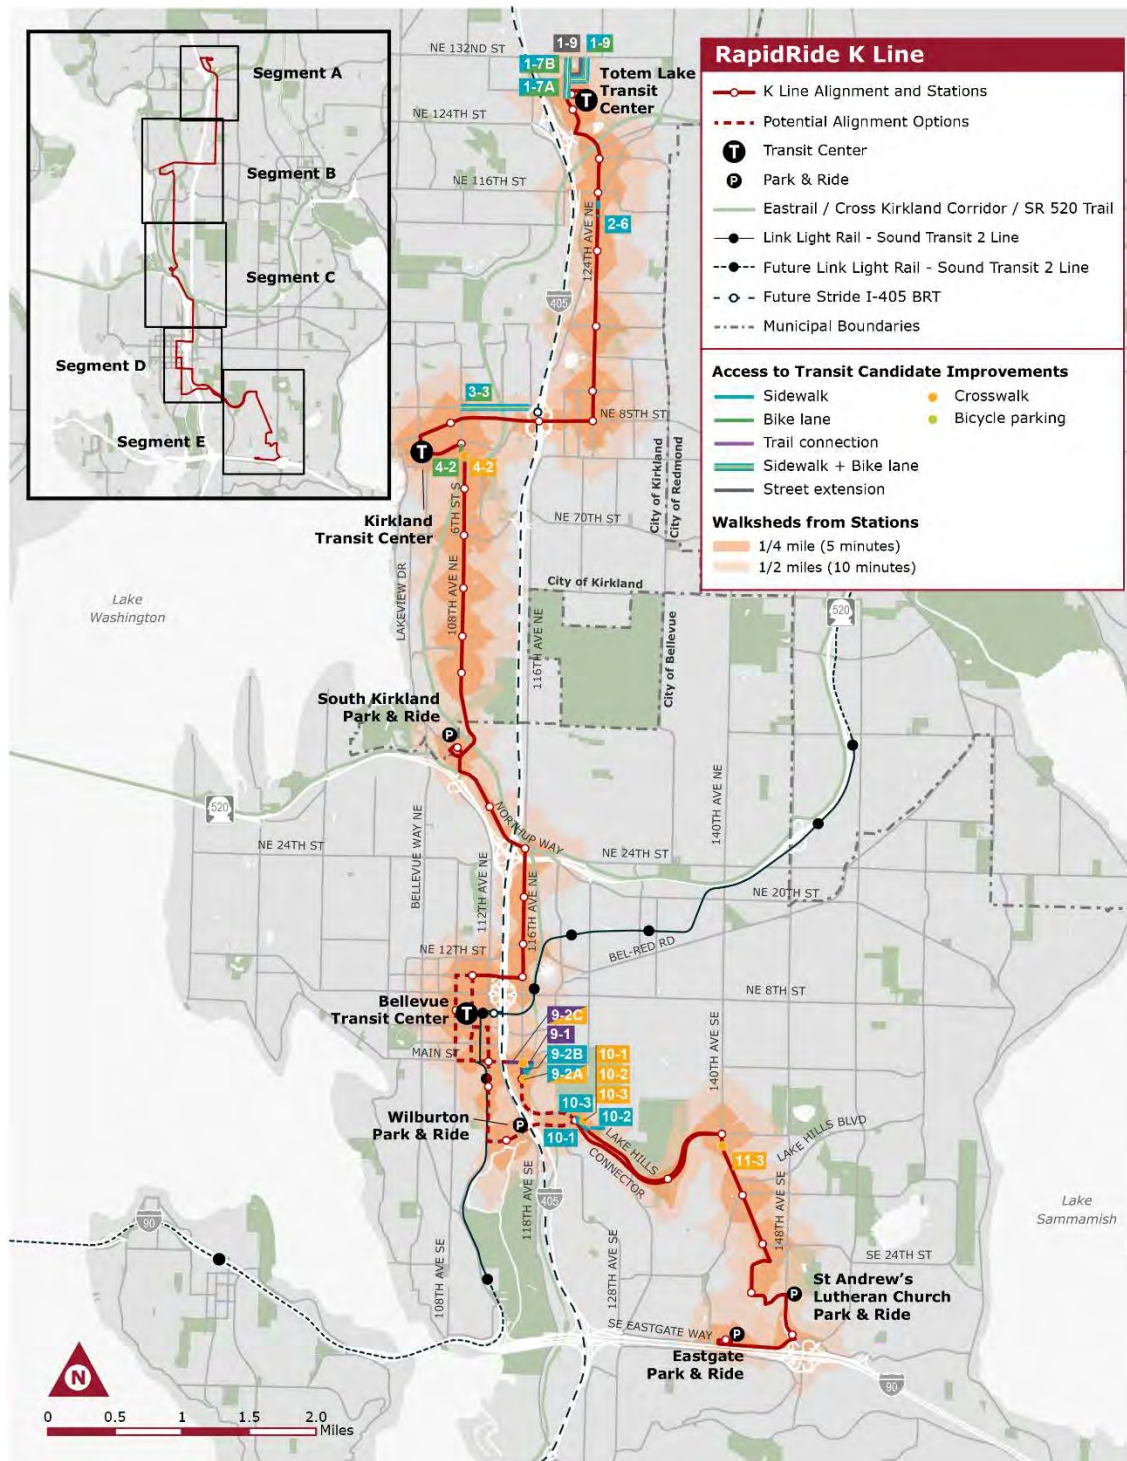 Segment A
Segment B
Segment C
Segment D
Segment E
RapidRide K Line
K Line Alignment and Stations
Potential Alignment Options
T
Transit Center
P
Park & Ride
Eastrail / Cross Kirkland Corridor / SR 520 Trail
Link Light Rail - Sound Transit 2 Line
Future Link Light Rail - Sound Transit 2 Line
Future Stride I-405 BRT
Municipal Boundaries
Access to Transit Candidate Improvements
Sidewalk
Crosswalk
Bike lane
Bicycle parking
Trail connection
Sidewalk + Bike lane
Street extension
Walksheds from Stations
1/4 mile (5 minutes)
1/2 miles (10 minutes)
NE 132ND ST
1-9
1-9
1-7B
1-7A
Totem Lake
Transit
Center
T
NE 124TH ST
NE 116TH ST
2-6
124TH AVE NE
405
3-3
NE 85TH ST
T
4-2
4-2
Kirkland
Transit Center
6TH ST S
NE 70TH ST
City of Kirkland
City of Redmond
City of Kirkland
City of Bellevue
Lake
Washington
LAKEVIEW DR
108TH AVE NE
116TH AVE NE
520
South Kirkland
Park & Ride
P
520
NORTHUP WAY
BELLEVUE WAY NE
112TH AVE NE
116TH AVE NE
140TH AVE NE
NE 24TH ST
NE 24TH ST
NE 20TH ST
BEL-RED RD
NE 12TH ST
NE 8TH ST
Bellevue
Transit Center
T
MAIN ST
9-2C
9-1
9-2B
9-2A
10-1
10-2
10-3
10-3
10-2
10-1
Wilburton
Park & Ride
P
LAKE HILLS
CONNECTOR
140TH AVE SE
LAKE HILLS BLVD
11-3
118TH AVE SE
405
148TH AVE SE
Lake
Sammamish
90
108TH AVE SE
128TH AVE SE
SE 24TH ST
St Andrew's
Lutheran Church
Park & Ride
P
SE EASTGATE WAY
P
Eastgate
Park & Ride
90
N
0 0.5 1 1.5 2.0
Miles